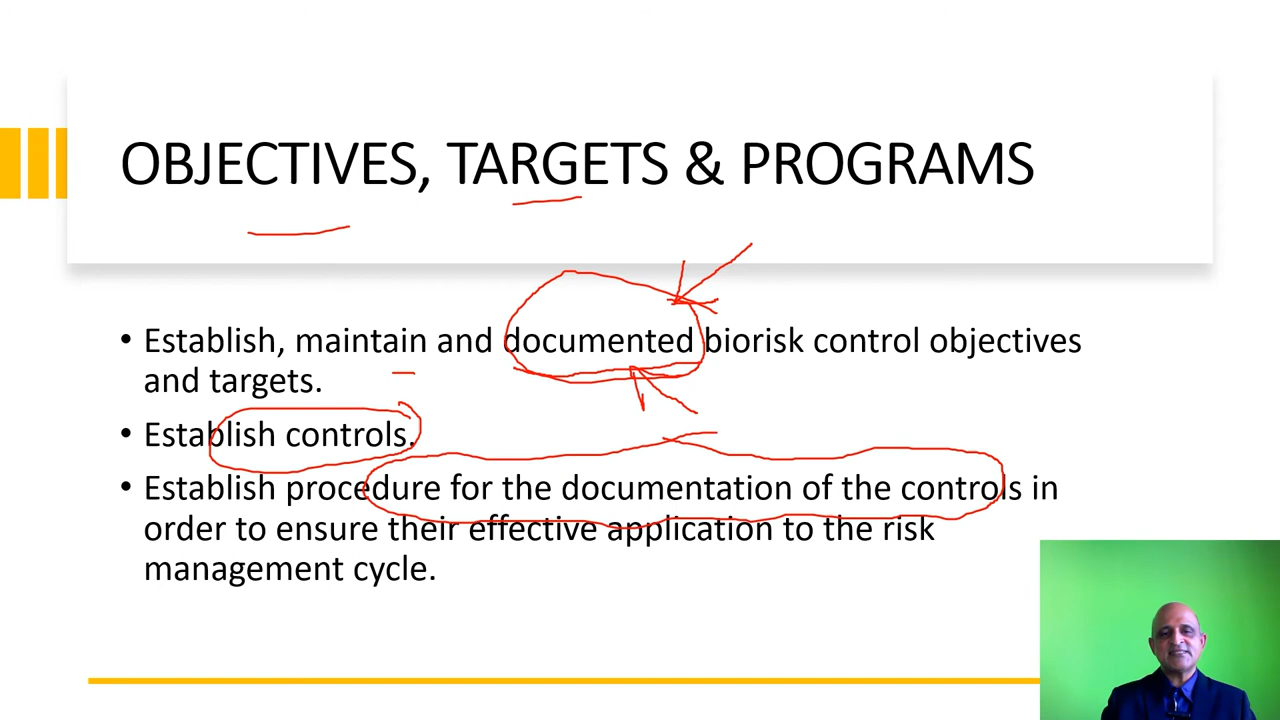 OBJECTIVES, TARGETS & PROGRAMS
• Establish, maintain and documented biorisk control objectives
and targets.
• Establish controls.
• Establish procedure for the documentation of the controls in
order to ensure their effective application to the risk
management cycle.